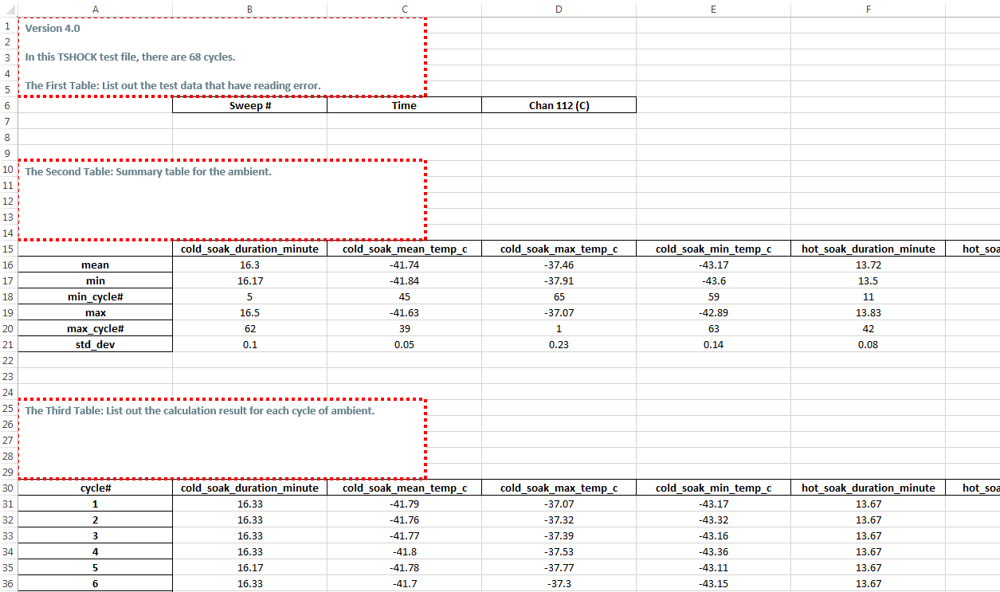 A B C D E F
1 Version 4.0
2
3 In this TSHOCK test file, there are 68 cycles.
4
5 The First Table: List out the test data that have reading error.
6 Sweep # Time Chan 112 (C)
7
8
9
10 The Second Table: Summary table for the ambient.
11
12
13
14
15 cold_soak_duration_minute cold_soak_mean_temp_c cold_soak_max_temp_c cold_soak_min_temp_c hot_soak_duration_minute hot_soa
16 mean 16.3 -41.74 -37.46 -43.17 13.72
17 min 16.17 -41.84 -37.91 -43.6 13.5
18 min_cycle# 5 45 65 59 11
19 max 16.5 -41.63 -37.07 -42.89 13.83
20 max_cycle# 62 39 1 63 42
21 std_dev 0.1 0.05 0.23 0.14 0.08
22
23
24
25 The Third Table: List out the calculation result for each cycle of ambient.
26
27
28
29
30 cycle# cold_soak_duration_minute cold_soak_mean_temp_c cold_soak_max_temp_c cold_soak_min_temp_c hot_soak_duration_minute hot_soa
31 1 16.33 -41.79 -37.07 -43.17 13.67
32 2 16.33 -41.76 -37.32 -43.32 13.67
33 3 16.33 -41.77 -37.39 -43.16 13.67
34 4 16.33 -41.8 -37.53 -43.36 13.67
35 5 16.17 -41.78 -37.77 -43.11 13.67
36 6 16.33 -41.7 -37.3 -43.15 13.67